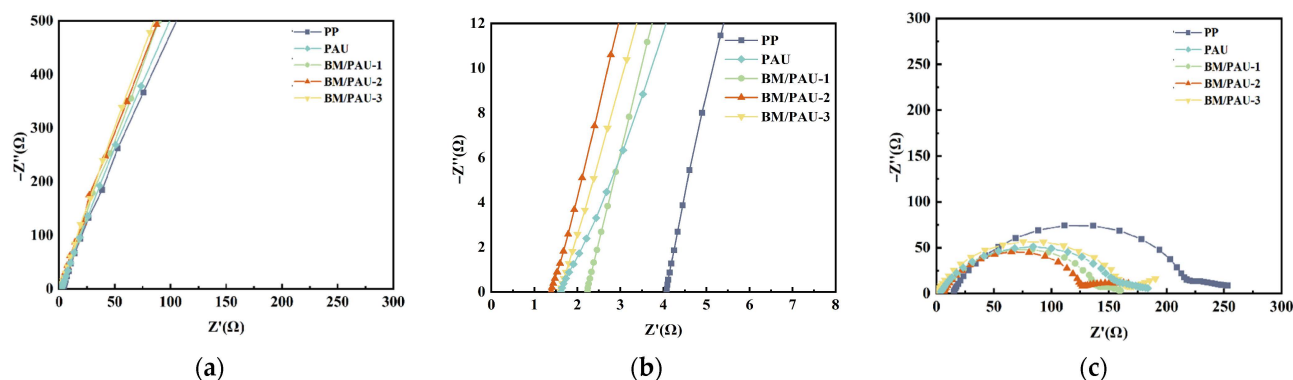 500
400
300
200
100
0
−Z''(Ω)
0
50
100
150
200
250
300
Z'(Ω)
PP
PAU
BM/PAU-1
BM/PAU-2
BM/PAU-3
(a)
12
10
8
6
4
2
0
−Z''(Ω)
0
1
2
3
4
5
6
7
8
Z'(Ω)
PP
PAU
BM/PAU-1
BM/PAU-2
BM/PAU-3
(b)
300
250
200
150
100
50
0
−Z''(Ω)
0
50
100
150
200
250
300
Z'(Ω)
PP
PAU
BM/PAU-1
BM/PAU-2
BM/PAU-3
(c)